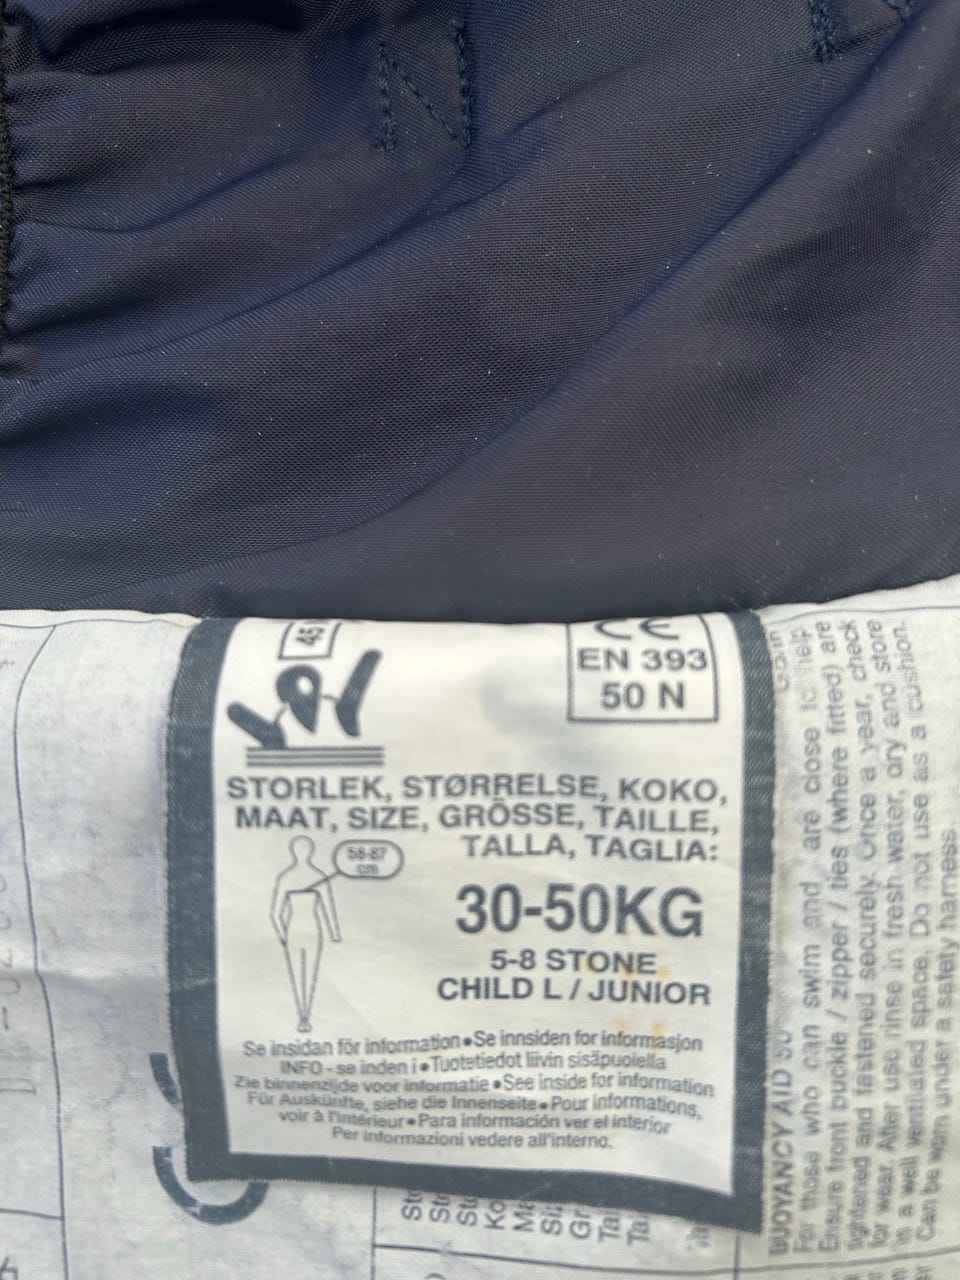 CE
EN 393
50 N
STORLEK, STØRRELSE, KOKO,
MAAT, SIZE, GRÖSSE, TAILLE,
TALLA, TAGLIA:
cm
30-50KG
5-8 STONE
CHILD L / JUNIOR
Se insidan för information•Se innsiden for informasjon
INFO - se inden i•Tuotetiedot liivin sisäpuolella
Zie binnenzijde voor informatie•See inside for information
Für Auskünfte, siehe die Innenseite•Pour informations,
voir à l'intérieur•Para información ver el interior
Per informazioni vedere all'interno.
BUOYANCY AID 50
For those who can swim and are close to help
Ensure front buckle / zipper / ties (where fitted) are
tightened and fastened securely. Once a year, check
for wear. After use rinse in fresh water, dry and store
in a well ventilated space. Do not use as a cushion.
Can be worn under a safety harness.